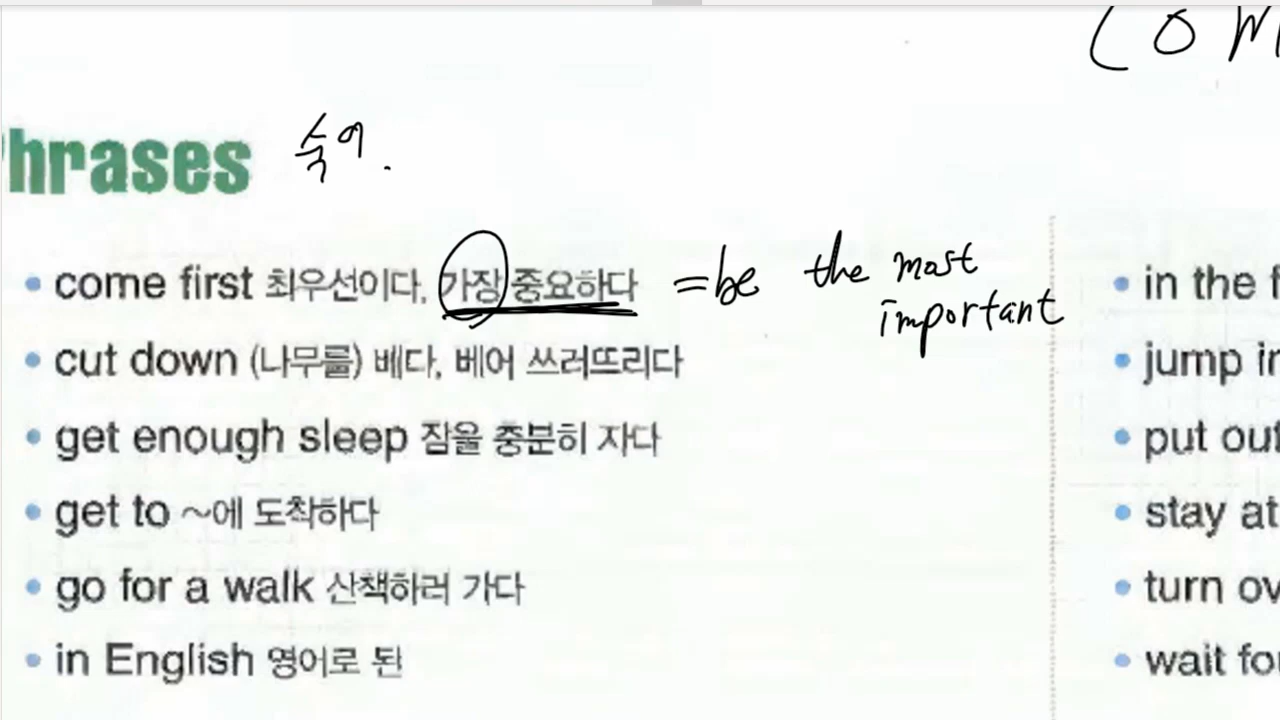 com
hrases 숙어.
• come first 최우선이다, 가장 중요하다 = be the most
important
• cut down (나무를) 베다, 베어 쓰러뜨리다
• get enough sleep 잠을 충분히 자다
• get to ~에 도착하다
• go for a walk 산책하러 가다
• in English 영어로 된
• in the f
• jump in
• put out
• stay at
• turn ov
• wait for